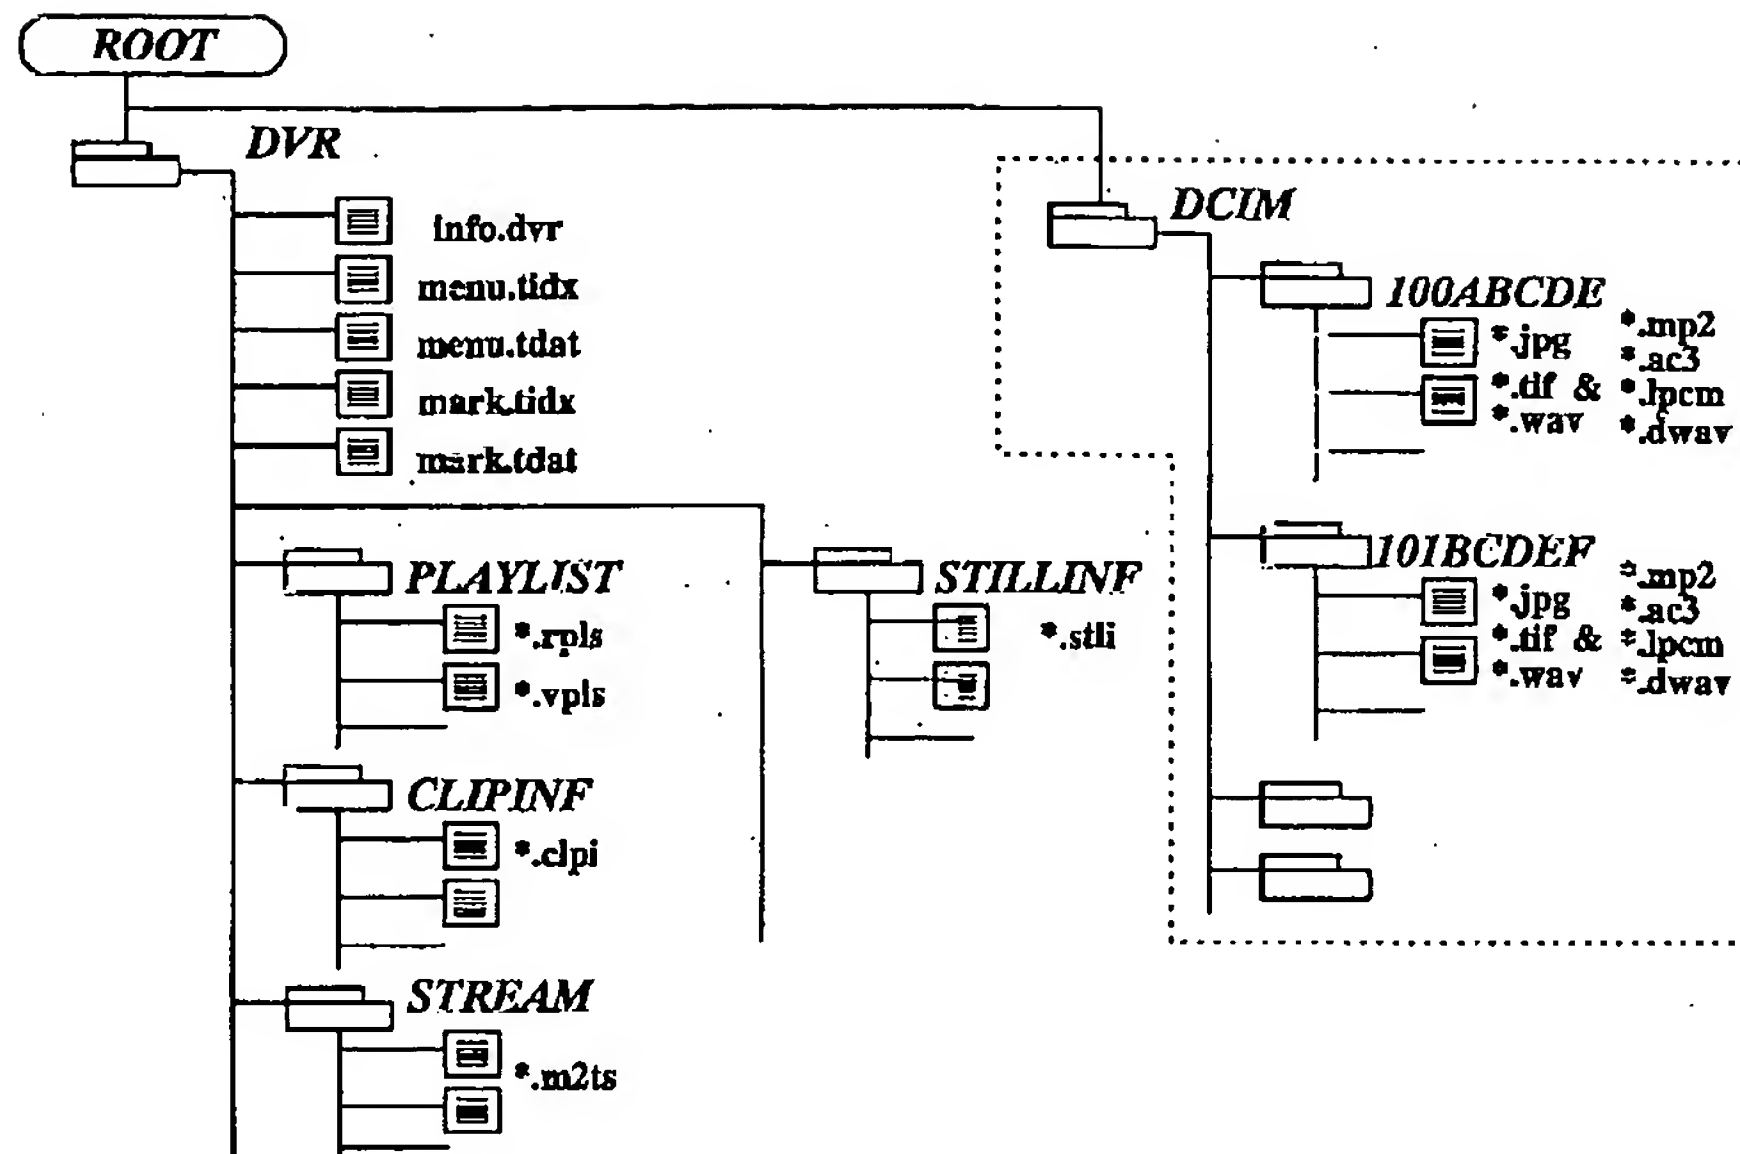 ROOT
DVR
info.dvr
menu.tidx
menu.tdat
mark.tidx
mark.tdat
PLAYLIST
*.rpls
*.vpls
CLIPINF
*.clpi
STREAM
*.m2ts
STILLINF
*.stli
DCIM
100ABCDE
*.jpg
*.tif &
*.wav
*.mp2
*.ac3
*.lpcm
*.dwav
101BCDEF
*.jpg
*.tif &
*.wav
*.mp2
*.ac3
*.lpcm
*.dwav